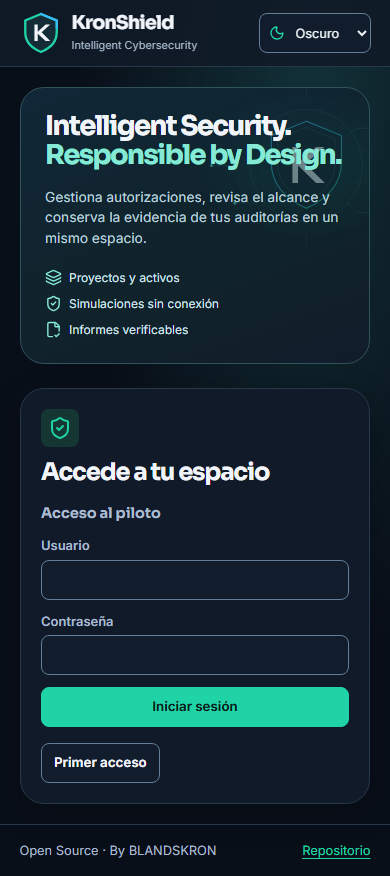 K
KronShield
Intelligent Cybersecurity
Oscuro
Intelligent Security.
Responsible by Design.
K
Gestiona autorizaciones, revisa el alcance y
conserva la evidencia de tus auditorías en un
mismo espacio.
Proyectos y activos
Simulaciones sin conexión
Informes verificables
Accede a tu espacio
Acceso al piloto
Usuario
Contraseña
Iniciar sesión
Primer acceso
Open Source · By BLANDSKRON
Repositorio